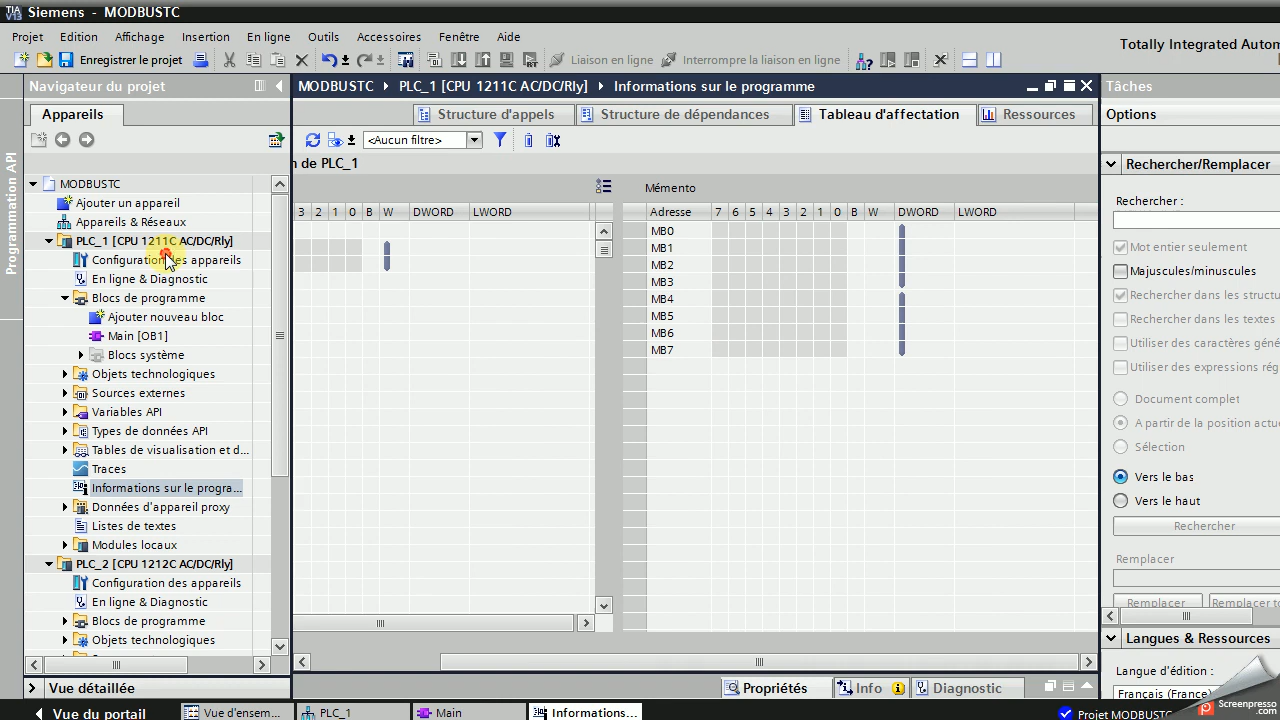 TIA
V13
Siemens - MODBUSTC
Projet Edition Affichage Insertion En ligne Outils Accessoires Fenêtre Aide
Totally Integrated Autom
Enregistrer le projet
Liaison en ligne
Interrompre la liaison en ligne
Navigateur du projet
MODBUSTC PLC_1 [CPU 1211C AC/DC/Rly] Informations sur le programme
Tâches
Appareils
Structure d'appels
Structure de dépendances
Tableau d'affectation
Ressources
Options
<Aucun filtre>
n de PLC_1
Programmation API
MODBUSTC
Ajouter un appareil
Appareils & Réseaux
PLC_1 [CPU 1211C AC/DC/Rly]
Configuration des appareils
En ligne & Diagnostic
Blocs de programme
Ajouter nouveau bloc
Main [OB1]
Blocs système
Objets technologiques
Sources externes
Variables API
Types de données API
Tables de visualisation et d...
Traces
Informations sur le progra...
Données d'appareil proxy
Listes de textes
Modules locaux
PLC_2 [CPU 1212C AC/DC/Rly]
Configuration des appareils
En ligne & Diagnostic
Blocs de programme
Objets technologiques
Vue détaillée
3 2 1 0 B W DWORD LWORD
Mémento
Adresse 7 6 5 4 3 2 1 0 B W DWORD LWORD
MB0
MB1
MB2
MB3
MB4
MB5
MB6
MB7
Rechercher/Remplacer
Rechercher :
Mot entier seulement
Majuscules/minuscules
Rechercher dans les structu
Rechercher dans les textes
Utiliser des caractères géné
Utiliser des expressions rég
Document complet
A partir de la position actue
Sélection
Vers le bas
Vers le haut
Rechercher
Remplacer
Remplacer
Remplacer to
Langues & Ressources
Langue d'édition :
Français (France)
Propriétés
Info
Diagnostic
Vue du portail
Vue d'ensem...
PLC_1
Main
Informations...
Projet MODBUSTC
Screenpresso.com